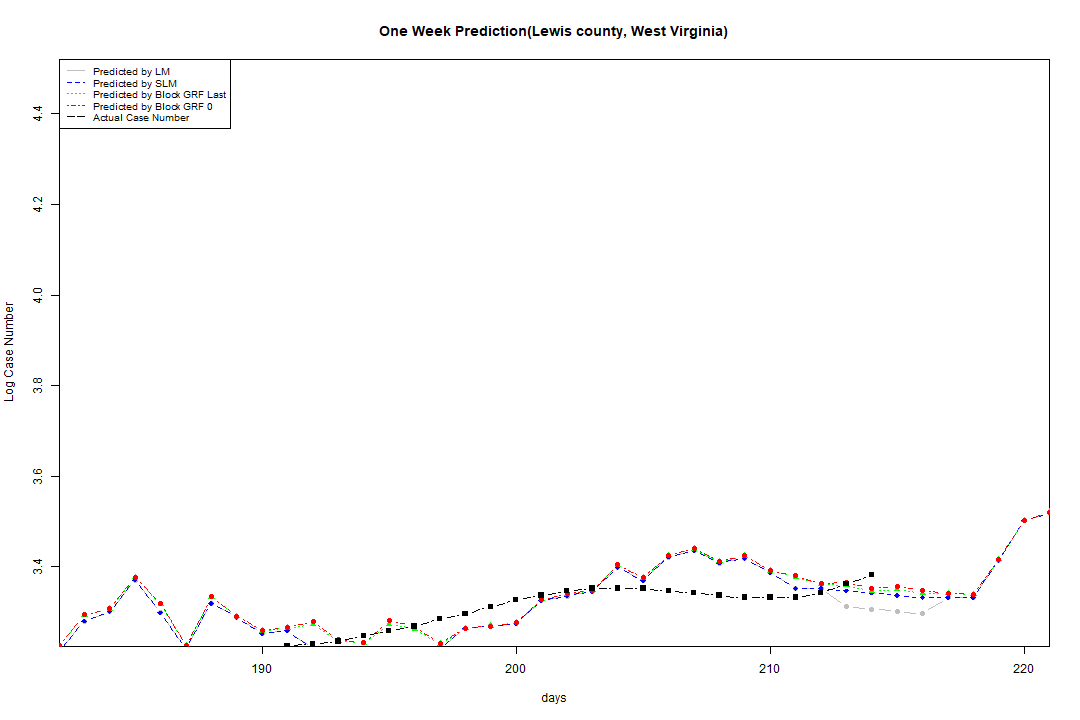 One Week Prediction(Lewis county, West Virginia)
Predicted by LM
Predicted by SLM
Predicted by Block GRF Last
Predicted by Block GRF 0
Actual Case Number
4.4
4.2
4.0
3.8
3.6
3.4
Log Case Number
190 200 210 220
days